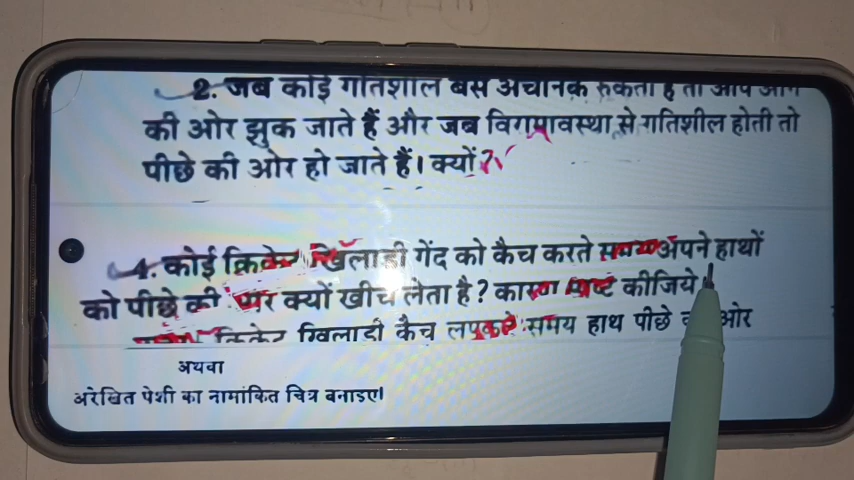 2. जब कोई गतिशाल बस अचानक रुकता है तो आप आग
की ओर झुक जाते हैं और जब विरामावस्था से गतिशील होती तो
पीछे की ओर हो जाते हैं। क्यों?
4. कोई क्रिकेट खिलाडी गेंद को कैच करते समय अपने हाथों
को पीछे की ओर क्यों खींच लेता है? कारण स्पष्ट कीजिये
क्रिकेट खिलाडी कैच लपकते समय हाथ पीछे ओर
अथवा
अरेखित पेशी का नामांकित चित्र बनाइए।